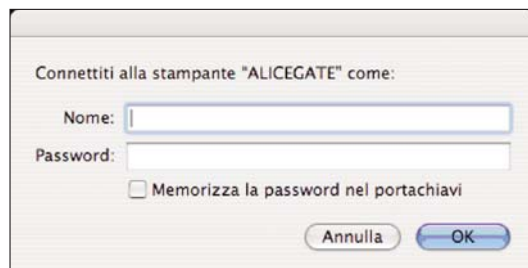 Connettiti alla stampante "ALICEGATE" come:
Nome:
Password:
Memorizza la password nel portachiavi
Annulla OK